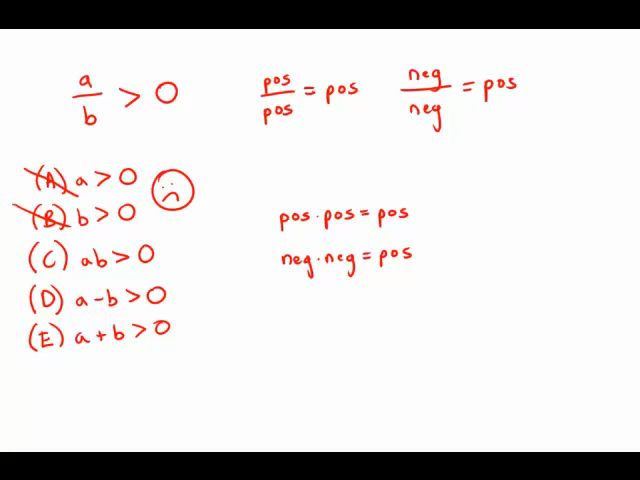 a/b > 0
pos/pos = pos
neg/neg = pos
(A) a > 0
(B) b > 0
(C) ab > 0
(D) a - b > 0
(E) a + b > 0
pos · pos = pos
neg · neg = pos